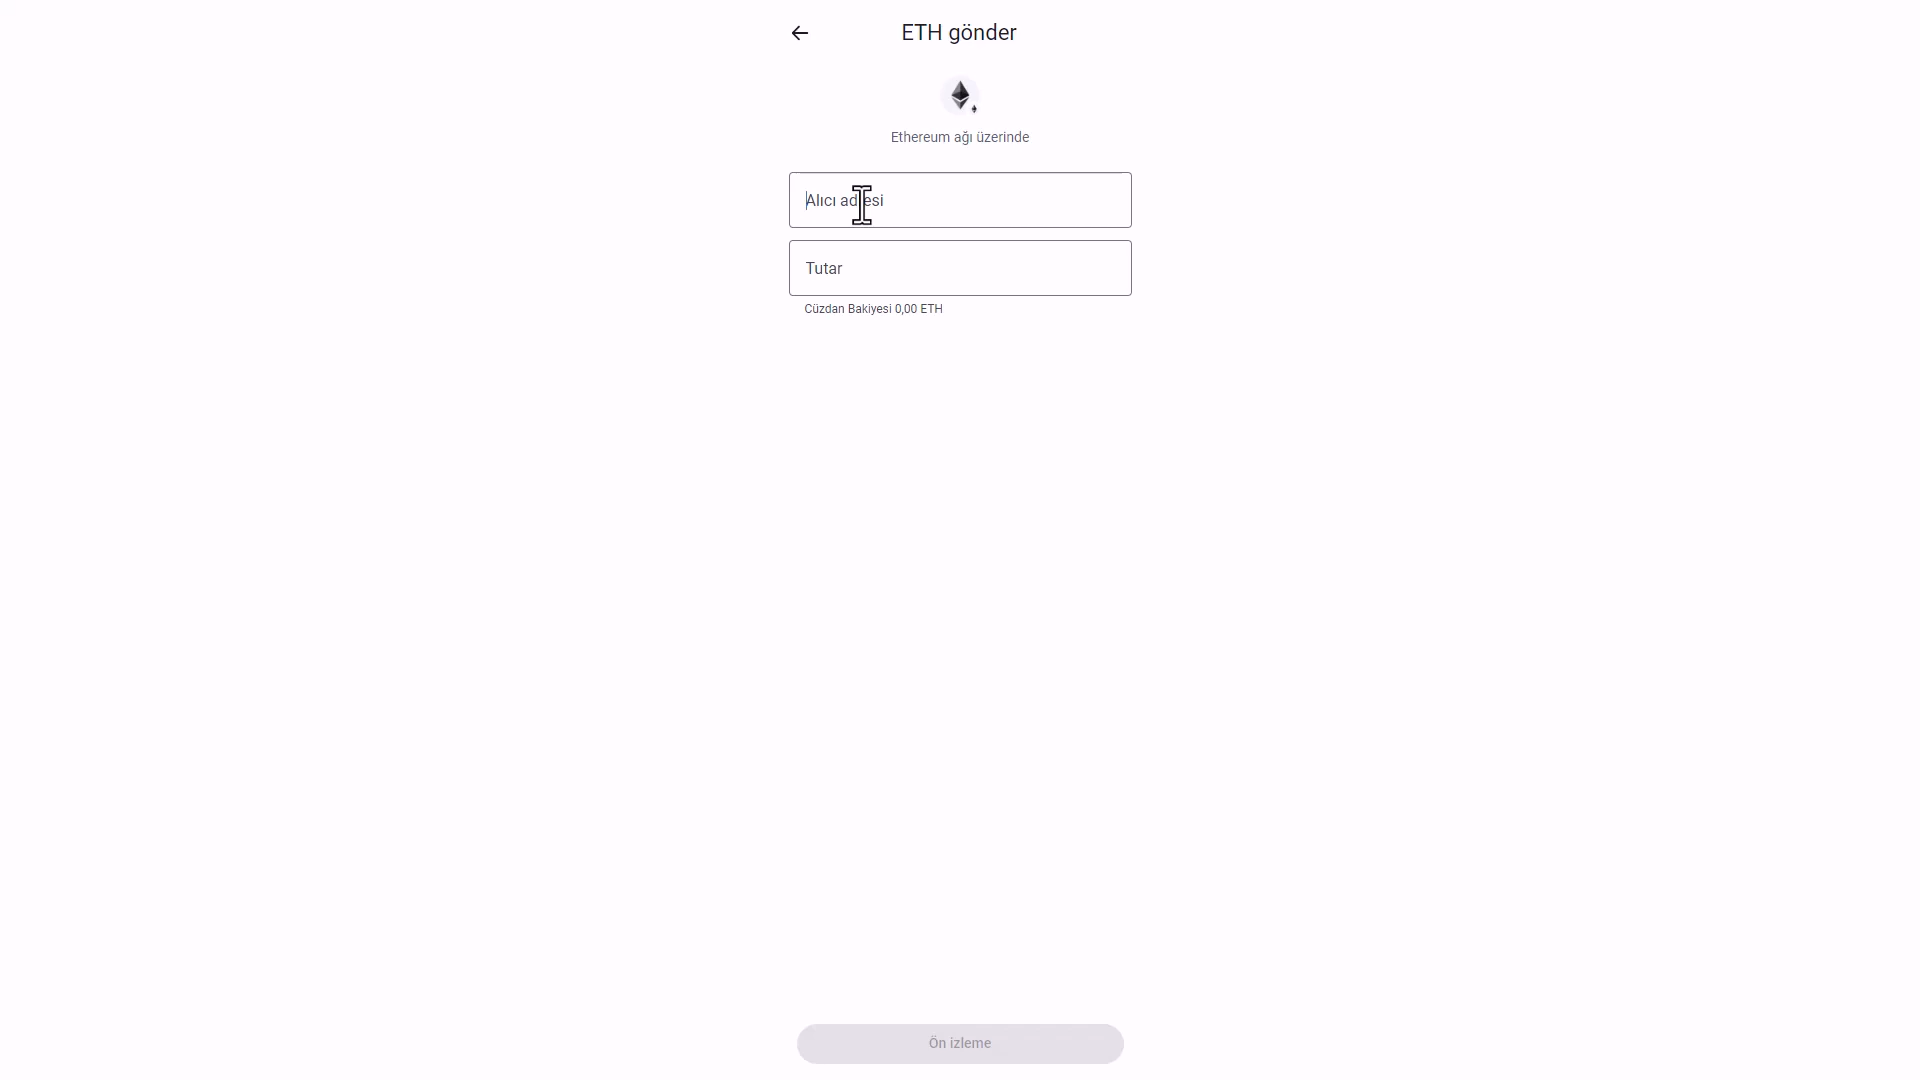 ETH gönder
Ethereum ağı üzerinde
Alıcı adresi
Tutar
Cüzdan Bakiyesi 0,00 ETH
Ön izleme